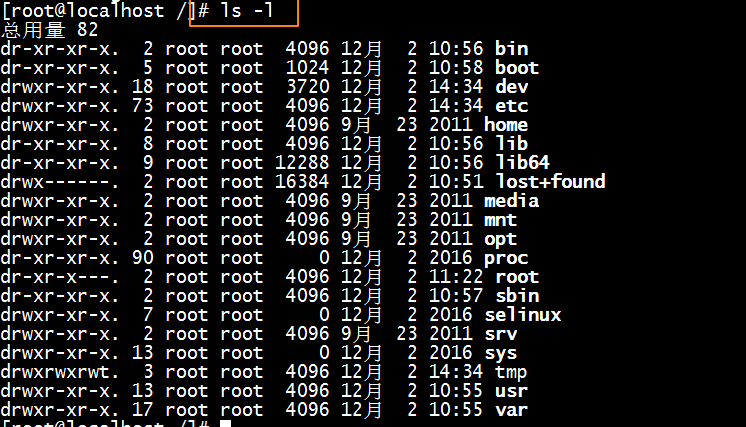 [root@localhost /]# ls -l
总用量 82
dr-xr-xr-x.  2 root root  4096 12月  2 10:56 bin
dr-xr-xr-x.  5 root root  1024 12月  2 10:58 boot
drwxr-xr-x. 18 root root  3720 12月  2 14:34 dev
drwxr-xr-x. 73 root root  4096 12月  2 14:34 etc
drwxr-xr-x.  2 root root  4096 9月  23 2011 home
dr-xr-xr-x.  8 root root  4096 12月  2 10:56 lib
dr-xr-xr-x.  9 root root 12288 12月  2 10:56 lib64
drwx------.  2 root root 16384 12月  2 10:51 lost+found
drwxr-xr-x.  2 root root  4096 9月  23 2011 media
drwxr-xr-x.  2 root root  4096 9月  23 2011 mnt
drwxr-xr-x.  2 root root  4096 9月  23 2011 opt
dr-xr-xr-x. 90 root root     0 12月  2 2016 proc
dr-xr-x---.  2 root root  4096 12月  2 11:22 root
dr-xr-xr-x.  2 root root  4096 12月  2 10:57 sbin
drwxr-xr-x.  7 root root     0 12月  2 2016 selinux
drwxr-xr-x.  2 root root  4096 9月  23 2011 srv
drwxr-xr-x. 13 root root     0 12月  2 2016 sys
drwxrwxrwt.  3 root root  4096 12月  2 14:34 tmp
drwxr-xr-x. 13 root root  4096 12月  2 10:55 usr
drwxr-xr-x. 17 root root  4096 12月  2 10:55 var
[root@localhost /]#